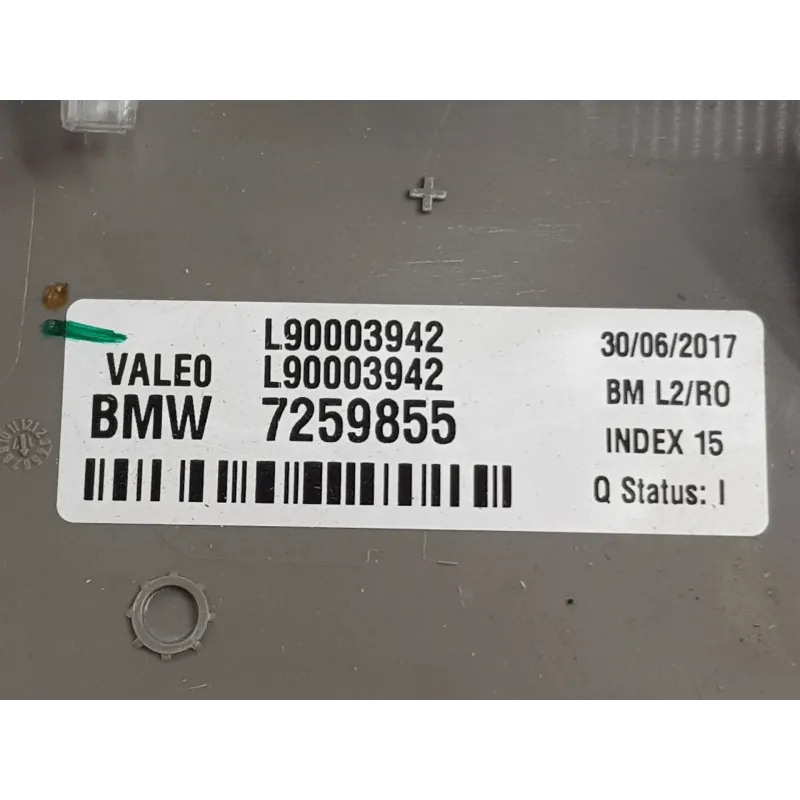 L90003942
VALEO L90003942
BMW 7259855
30/06/2017
BM L2/RO
INDEX 15
Q Status: I